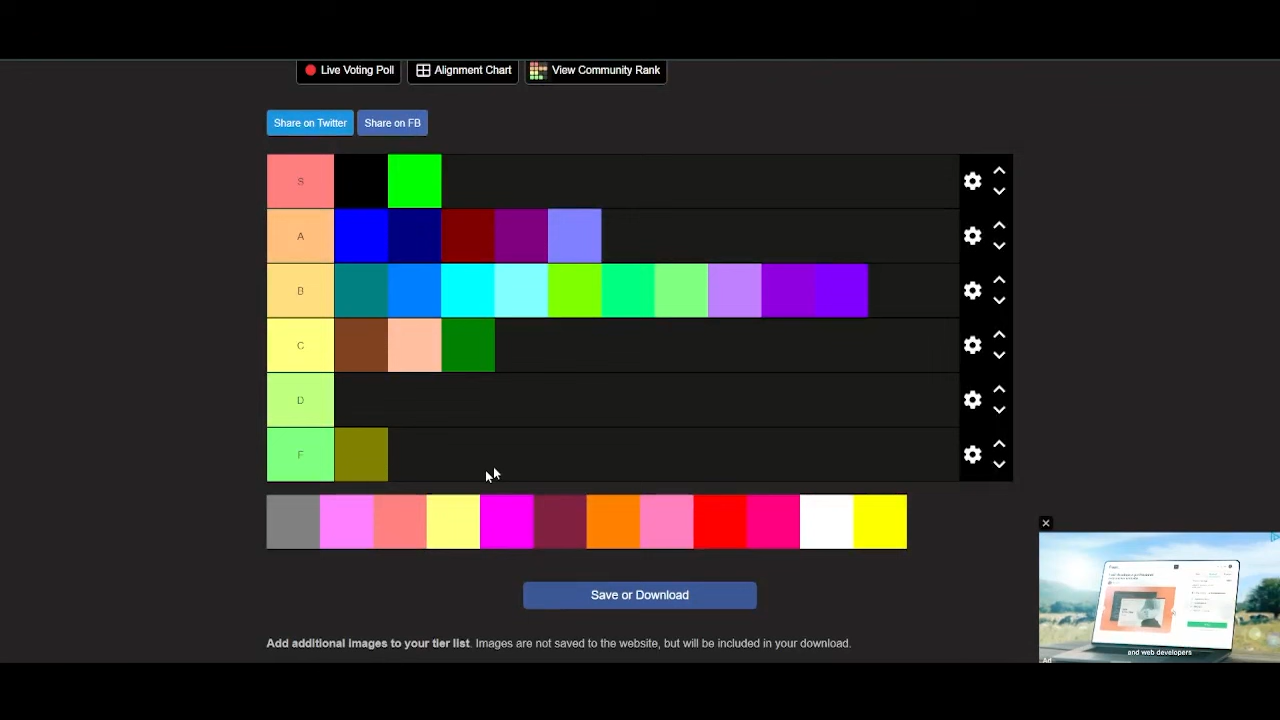 Live Voting Poll
Alignment Chart
View Community Rank
Share on Twitter
Share on FB
S
A
B
C
D
F
Save or Download
Add additional images to your tier list. Images are not saved to the website, but will be included in your download.
and web developers
Ad